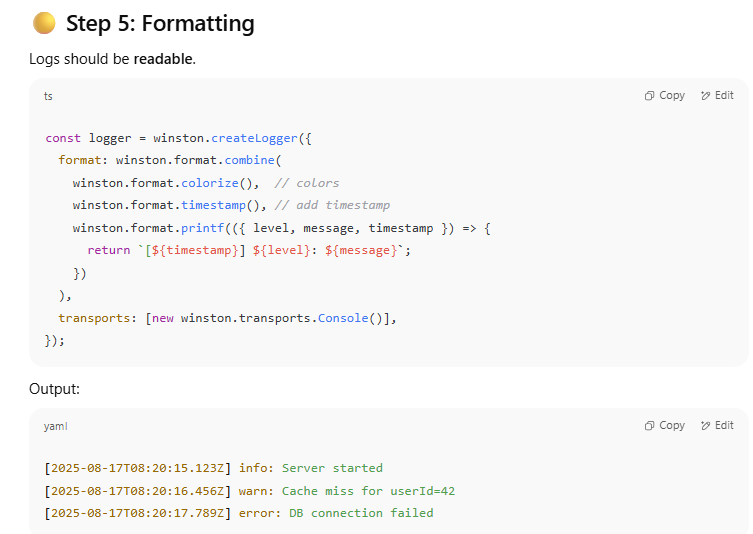 Step 5: Formatting
Logs should be readable.
ts
Copy
Edit
const logger = winston.createLogger({
  format: winston.format.combine(
    winston.format.colorize(),  // colors
    winston.format.timestamp(), // add timestamp
    winston.format.printf(({ level, message, timestamp }) => {
      return `[${timestamp}] ${level}: ${message}`;
    })
  ),
  transports: [new winston.transports.Console()],
});
Output:
yaml
Copy
Edit
[2025-08-17T08:20:15.123Z] info: Server started
[2025-08-17T08:20:16.456Z] warn: Cache miss for userId=42
[2025-08-17T08:20:17.789Z] error: DB connection failed